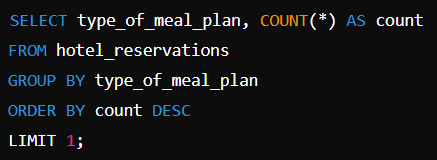 SELECT type_of_meal_plan, COUNT(*) AS count
FROM hotel_reservations
GROUP BY type_of_meal_plan
ORDER BY count DESC
LIMIT 1;